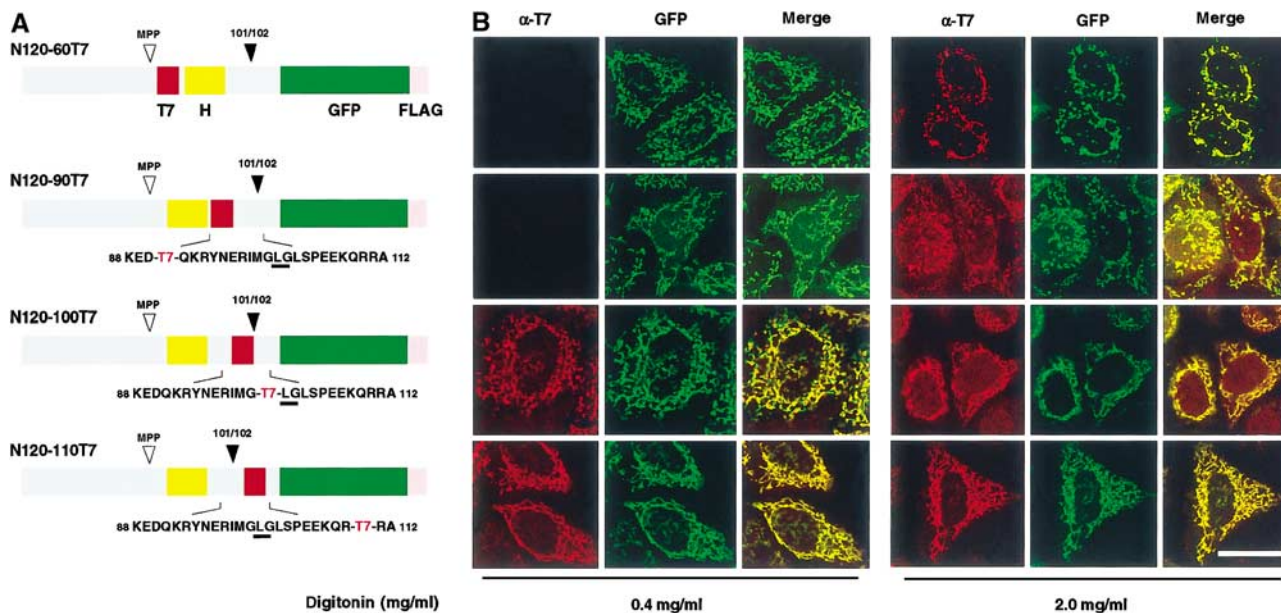 A
N120-60T7
MPP
101/102
T7 H GFP FLAG
N120-90T7
MPP
101/102
88 KED-T7-QKRYNERIMGLGLSPEEKQRRA 112
N120-100T7
MPP
101/102
88 KEDQKRYNERIMG-T7-LGLSPEEKQRRA 112
N120-110T7
MPP
101/102
88 KEDQKRYNERIMGLGLSPEEKQR-T7-RA 112
Digitonin (mg/ml)
B
α-T7 GFP Merge α-T7 GFP Merge
0.4 mg/ml 2.0 mg/ml